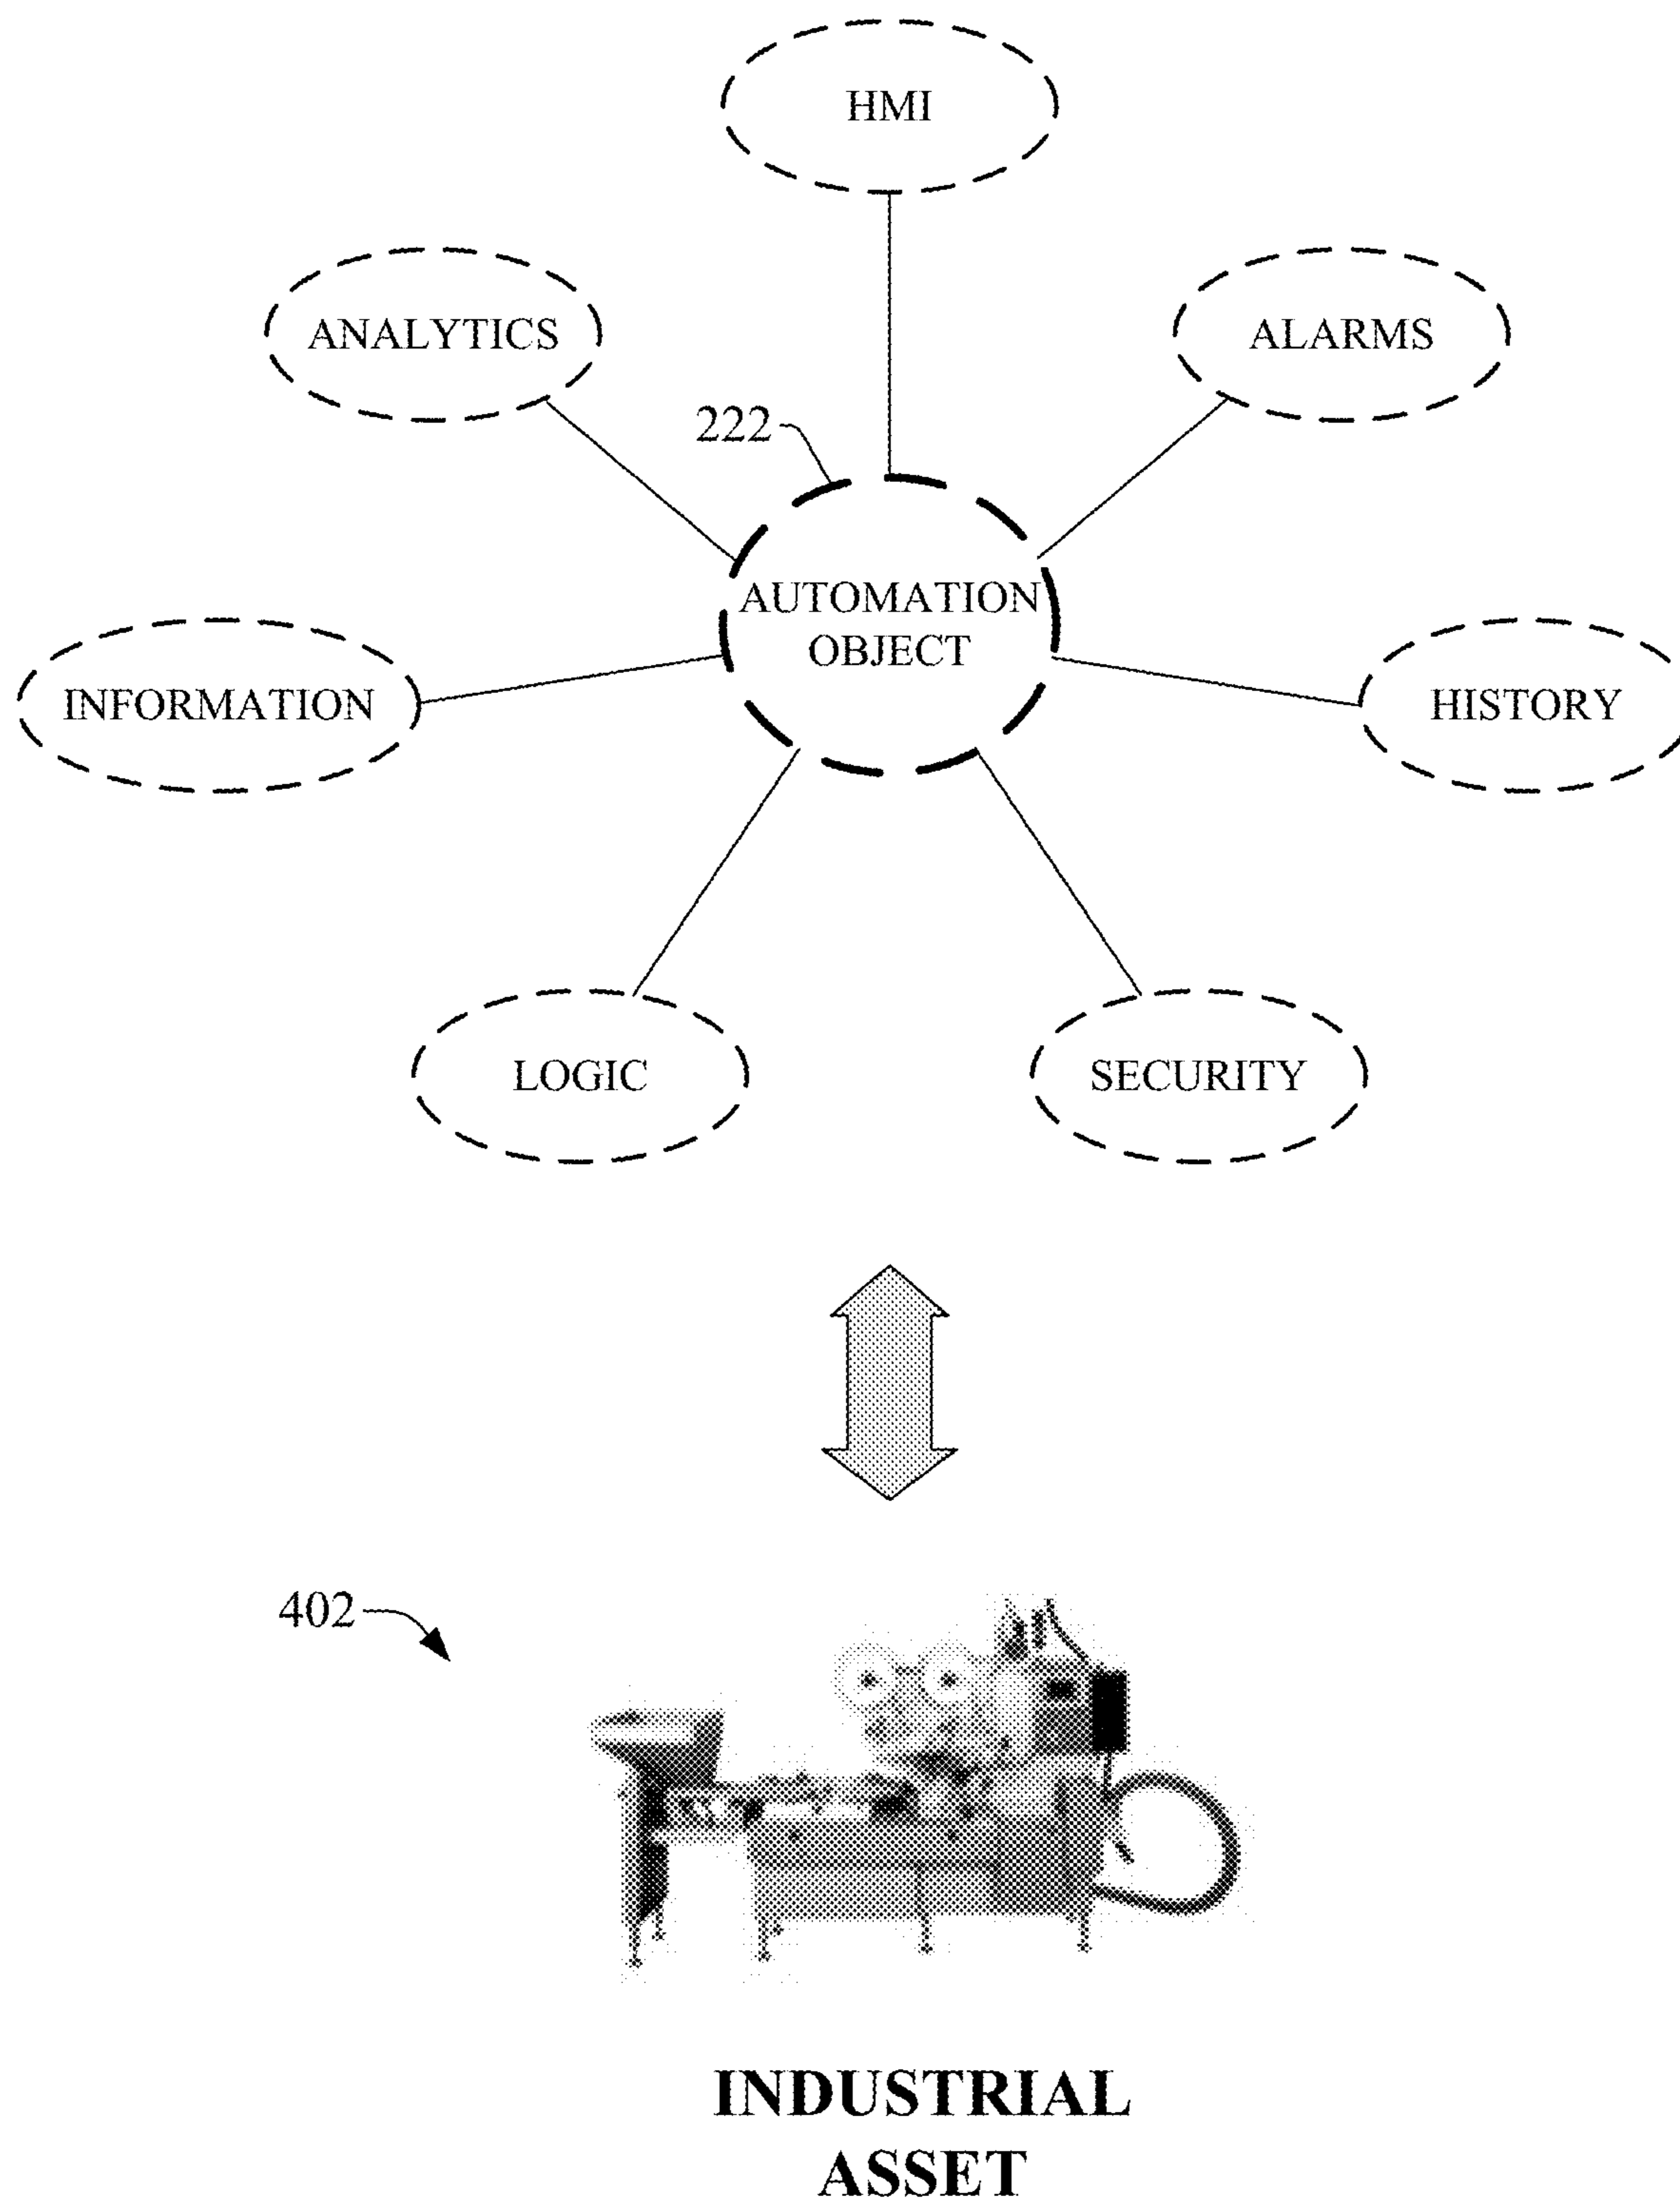 HMI
ANALYTICS
ALARMS
222
AUTOMATION
OBJECT
INFORMATION
HISTORY
LOGIC
SECURITY
402
INDUSTRIAL
ASSET